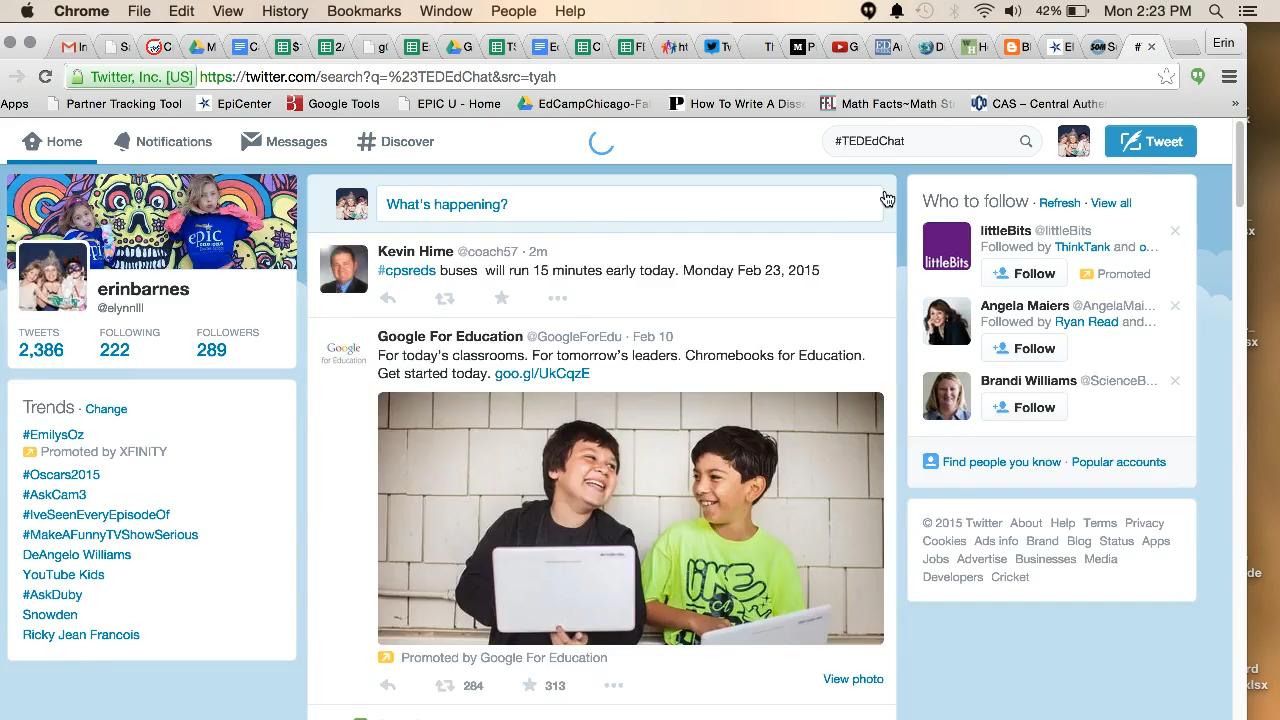 Chrome File Edit View History Bookmarks Window People Help 42% Mon 2:23 PM
Erin
Twitter, Inc. [US] https://twitter.com/search?q=%23TEDEdChat&src=tyah
Apps Partner Tracking Tool EpiCenter Google Tools EPIC U - Home EdCampChicago-Fa How To Write A Diss Math Facts~Math St CAS – Central Authe »
Home Notifications Messages # Discover #TEDEdChat Tweet
What's happening?
erinbarnes
@elynnlll
TWEETS FOLLOWING FOLLOWERS
2,386 222 289
Trends · Change
#EmilysOz
Promoted by XFINITY
#Oscars2015
#AskCam3
#IveSeenEveryEpisodeOf
#MakeAFunnyTVShowSerious
DeAngelo Williams
YouTube Kids
#AskDuby
Snowden
Ricky Jean Francois
Kevin Hime @coach57 · 2m
#cpsreds buses will run 15 minutes early today. Monday Feb 23, 2015
Google For Education @GoogleForEdu · Feb 10
Google
for Education
For today's classrooms. For tomorrow's leaders. Chromebooks for Education.
Get started today. goo.gl/UkCqzE
Promoted by Google For Education
284 313
View photo
Who to follow · Refresh · View all
littleBits @littleBits
littleBits
Followed by ThinkTank and o...
Follow Promoted
Angela Maiers @AngelaMai...
Followed by Ryan Read and...
Follow
Brandi Williams @ScienceB...
Follow
Find people you know · Popular accounts
© 2015 Twitter About Help Terms Privacy
Cookies Ads info Brand Blog Status Apps
Jobs Advertise Businesses Media
Developers Cricket